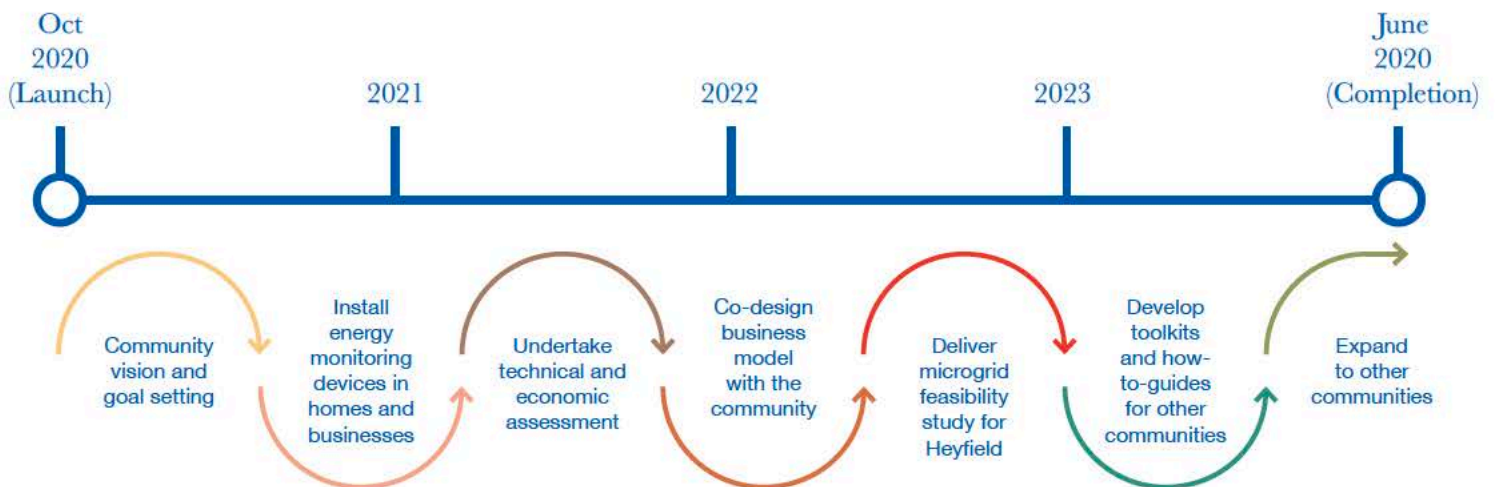 Oct
2020
(Launch)
2021
2022
2023
June
2020
(Completion)
Community
vision and
goal setting
Install
energy
monitoring
devices in
homes and
businesses
Undertake
technical and
economic
assessment
Co-design
business
model
with the
community
Deliver
microgrid
feasibility
study for
Heyfield
Develop
toolkits
and how-
to-guides
for other
communities
Expand
to other
communities